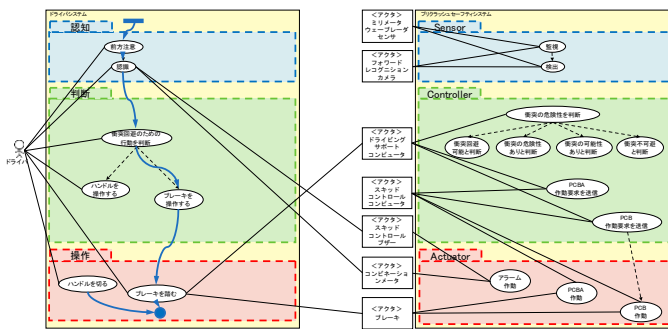 ドライバシステム
認知
前方注意
認識
判断
衝突回避のための
行動を判断
ハンドルを
操作する
ブレーキを
操作する
操作
ハンドルを切る
ブレーキを踏む
ドライバ
<アクタ>
ミリメータ
ウェーブレーダ
センサ
<アクタ>
フォワード
レコグニション
カメラ
<アクタ>
ドライビング
サポート
コンピュータ
<アクタ>
スキッド
コントロール
コンピュータ
<アクタ>
スキッド
コントロール
ブザー
<アクタ>
コンビネーショ
ンメータ
<アクタ>
ブレーキ
プリクラッシュセーフティシステム
Sensor
監視
検出
Controller
衝突の危険性を判断
衝突回避
可能と判断
衝突の危険性
ありと判断
衝突の可能性
ありと判断
衝突不可避
と判断
PCBA
作動要求を送信
PCB
作動要求を送信
Actuator
アラーム
作動
PCBA
作動
PCB
作動